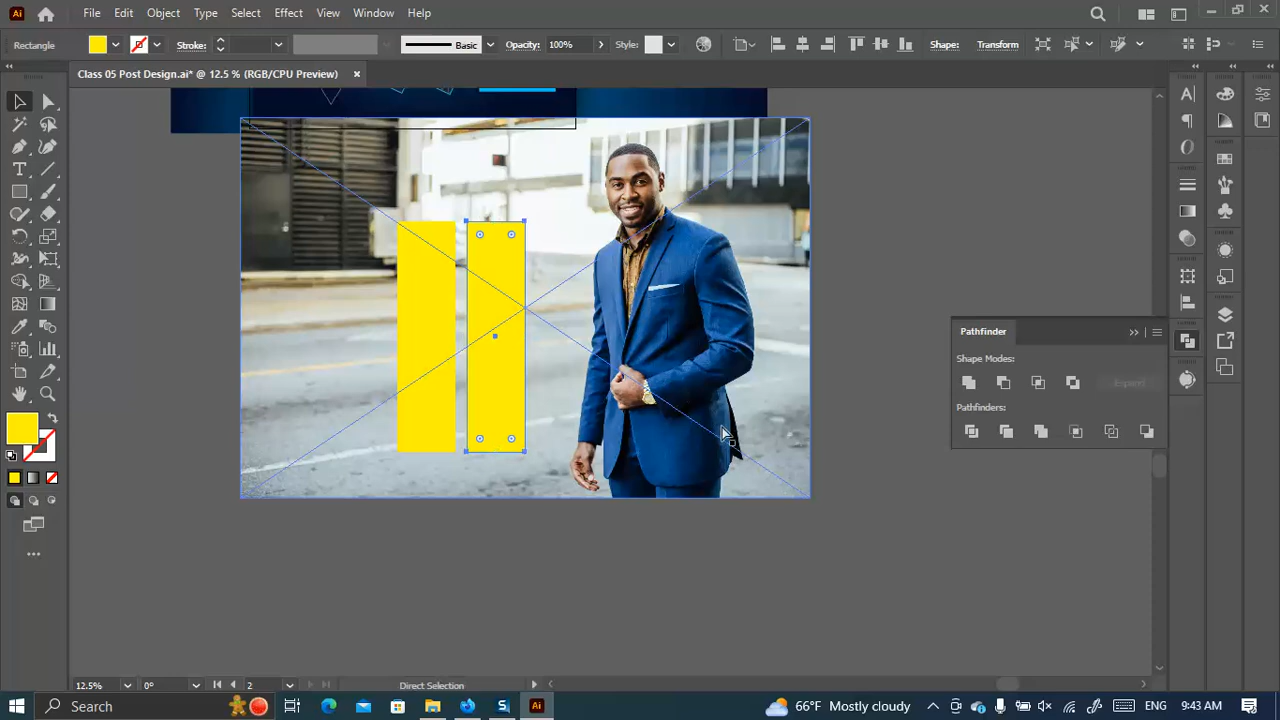 File Edit Object Type Select Effect View Window Help
Rectangle Stroke: Basic Opacity: 100% Style: Shape: Transform
Class 05 Post Design.ai* @ 12.5 % (RGB/CPU Preview)
Pathfinder
Shape Modes:
Expand
Pathfinders:
12.5% 0° 2 Direct Selection
Search 66°F Mostly cloudy ENG 9:43 AM